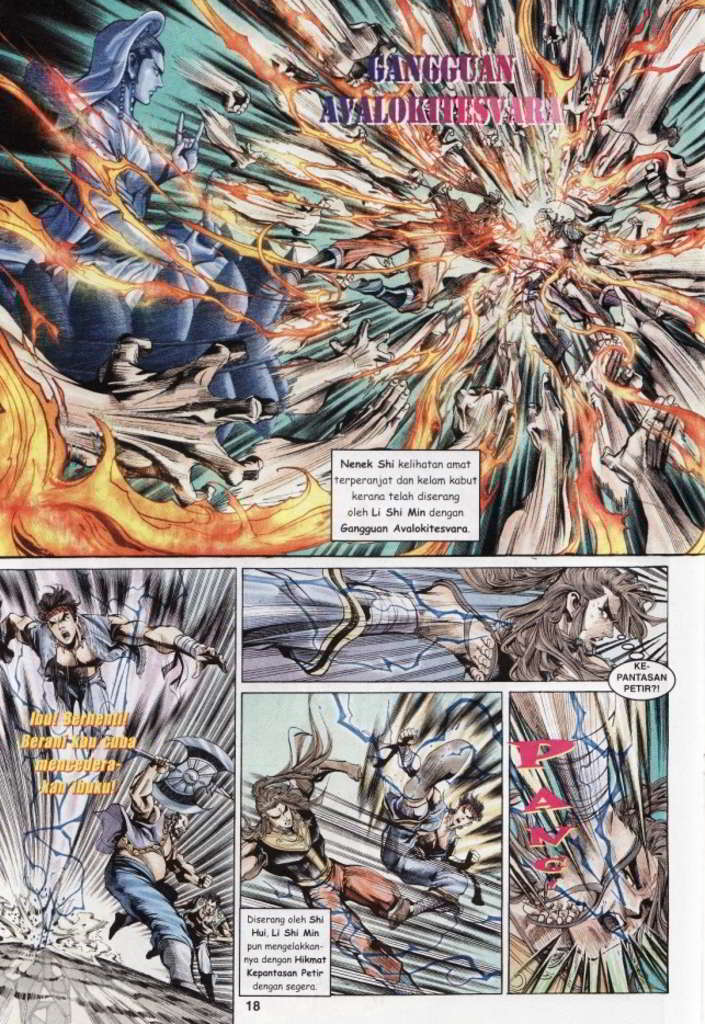 GANGGUAN
AVALOKITESVARA
Nenek Shi kelihatan amat
terperanjat dan kelam kabut
kerana telah diserang
oleh Li Shi Min dengan
Gangguan Avalokitesvara.
Ibu! Berhenti!
Berani kau cuba
mencedera-
kan ibuku!
KE-
PANTASAN
PETIR?!
PANG
Diserang oleh Shi
Hui, Li Shi Min
pun mengelakkan-
nya dengan Hikmat
Kepantasan Petir
dengan segera.
18